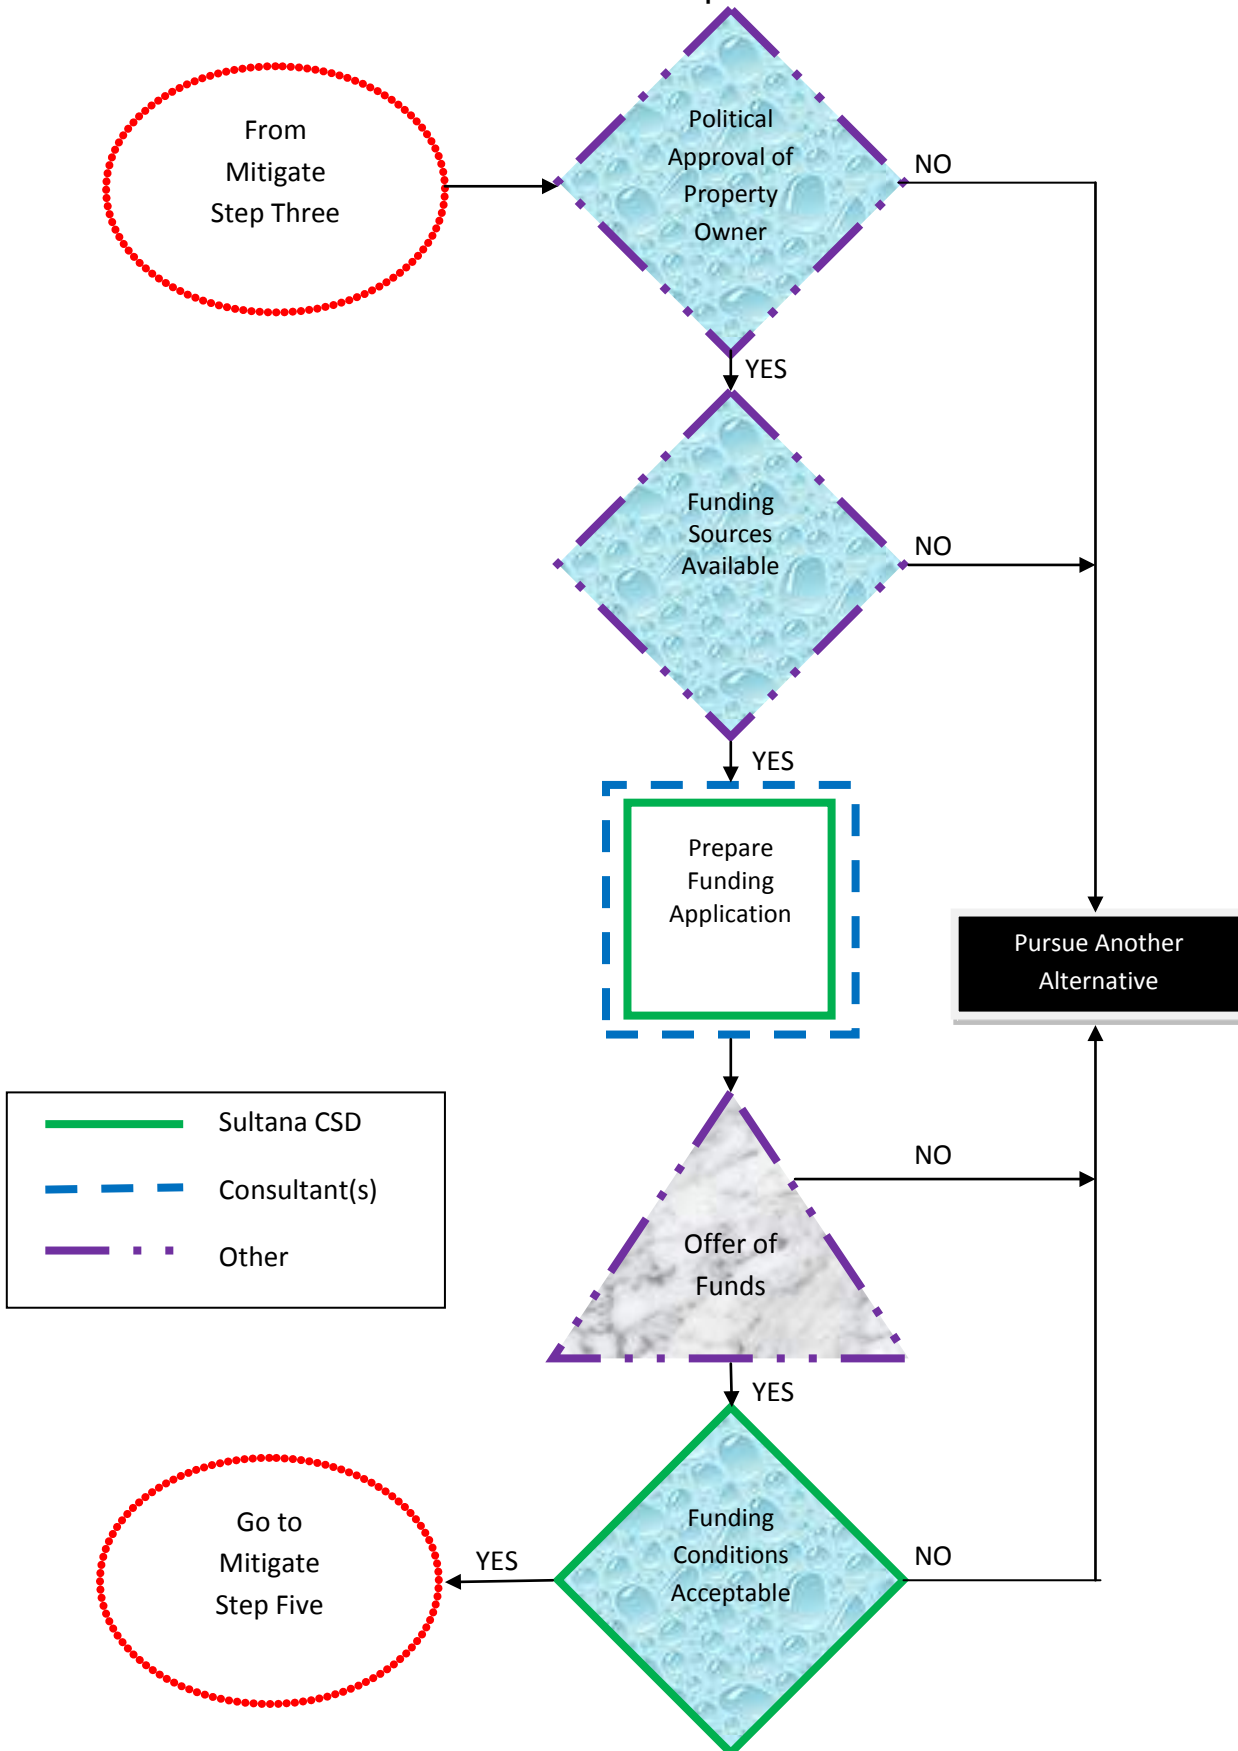 From
Mitigate
Step Three
Political
Approval of
Property
Owner
NO
YES
Funding
Sources
Available
NO
YES
Prepare
Funding
Application
Pursue Another
Alternative
Sultana CSD
Consultant(s)
Other
NO
Offer of
Funds
YES
Funding
Conditions
Acceptable
NO
YES
Go to
Mitigate
Step Five